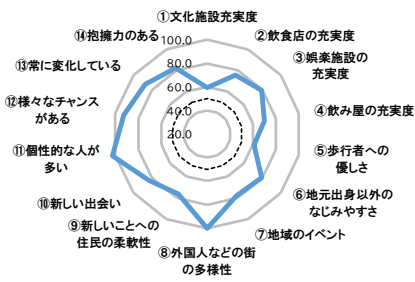 ①文化施設充実度
②飲食店の充実度
③娯楽施設の
充実度
④飲み屋の充実度
⑤歩行者への
優しさ
⑥地元出身以外の
なじみやすさ
⑦地域のイベント
⑧外国人などの街
の多様性
⑨新しいことへの
住民の柔軟性
⑩新しい出会い
⑪個性的な人が
多い
⑫様々なチャンス
がある
⑬常に変化している
⑭抱擁力のある
100.0
80.0
60.0
40.0
20.0